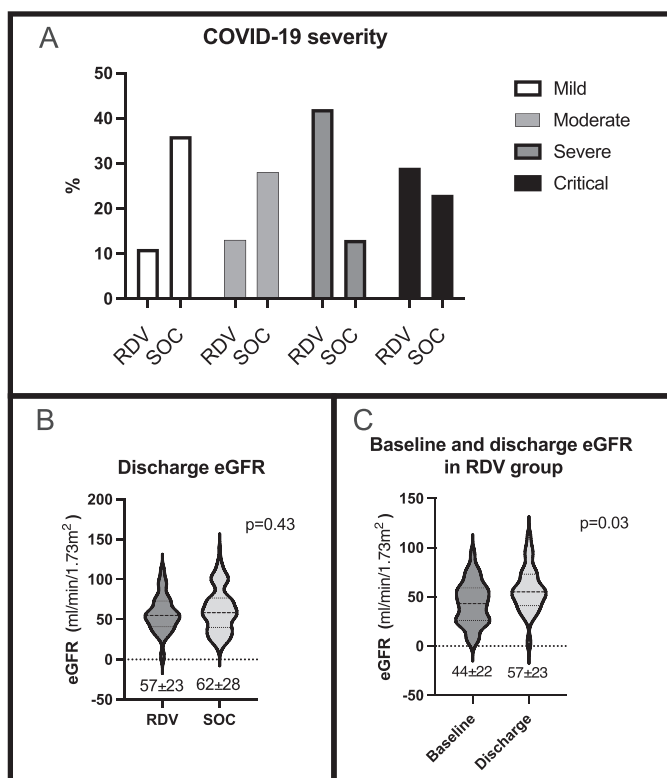 A
COVID-19 severity
50
40
30
20
10
0
%
RDV
SOC
RDV
SOC
RDV
SOC
RDV
SOC
Mild
Moderate
Severe
Critical
B
Discharge eGFR
200
150
100
50
0
-50
eGFR (ml/min/1.73m²)
p=0.43
57±23
62±28
RDV
SOC
C
Baseline and discharge eGFR
in RDV group
150
100
50
0
-50
eGFR (ml/min/1.73m²)
p=0.03
44±22
57±23
Baseline
Discharge